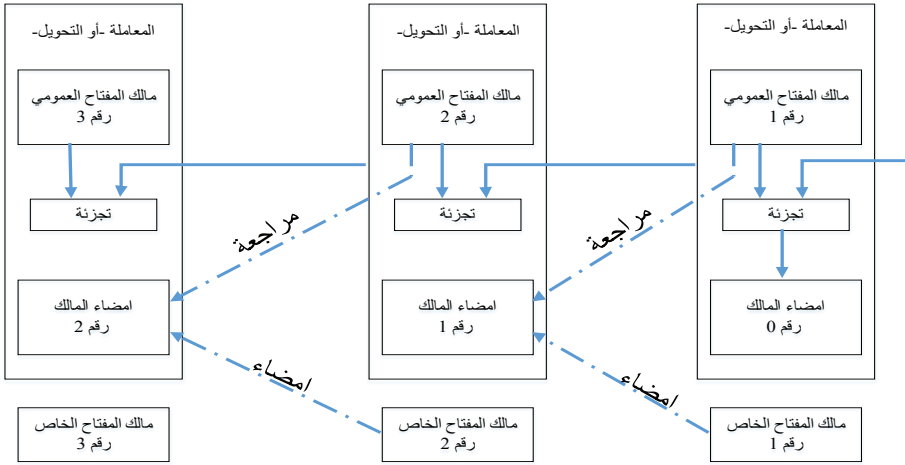 المعاملة -أو التحويل-
مالك المفتاح العمومي
رقم 1
تجزئة
امضاء المالك
رقم 0
مالك المفتاح الخاص
رقم 1
مراجعة
امضاء
المعاملة -أو التحويل-
مالك المفتاح العمومي
رقم 2
تجزئة
امضاء المالك
رقم 1
مالك المفتاح الخاص
رقم 2
مراجعة
امضاء
المعاملة -أو التحويل-
مالك المفتاح العمومي
رقم 3
تجزئة
امضاء المالك
رقم 2
مالك المفتاح الخاص
رقم 3